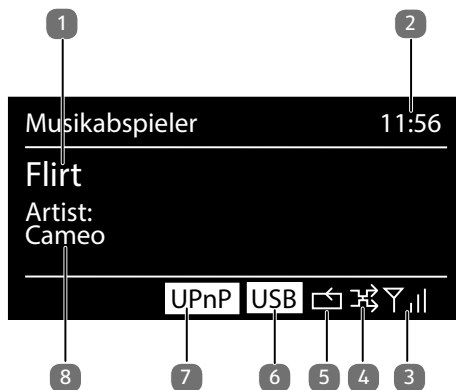 1 2
Musikabspieler 11:56
Flirt
Artist:
Cameo
UPnP USB
8 7 6 5 4 3